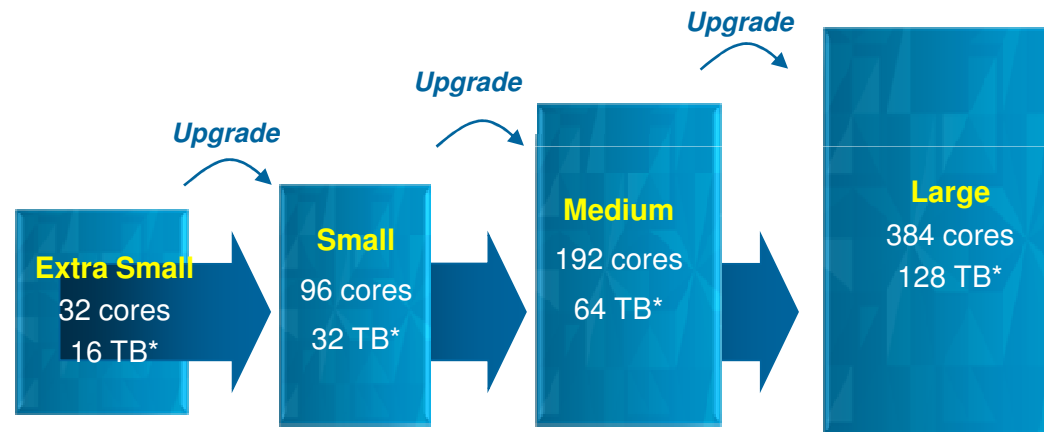 Upgrade
Upgrade
Upgrade
Extra Small
32 cores
16 TB*
Small
96 cores
32 TB*
Medium
192 cores
64 TB*
Large
384 cores
128 TB*